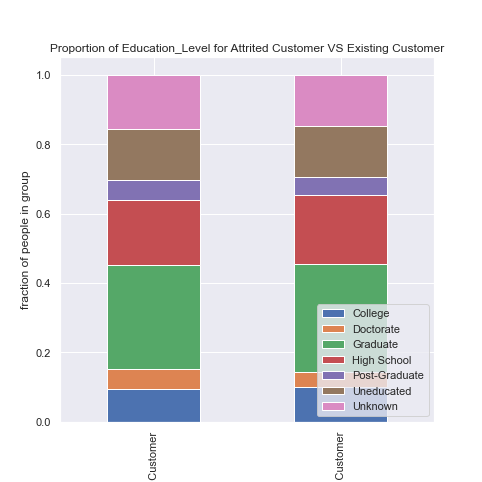 Proportion of Education_Level for Attrited Customer VS Existing Customer
fraction of people in group
1.0
0.8
0.6
0.4
0.2
0.0
College
Doctorate
Graduate
High School
Post-Graduate
Uneducated
Unknown
Customer
Customer